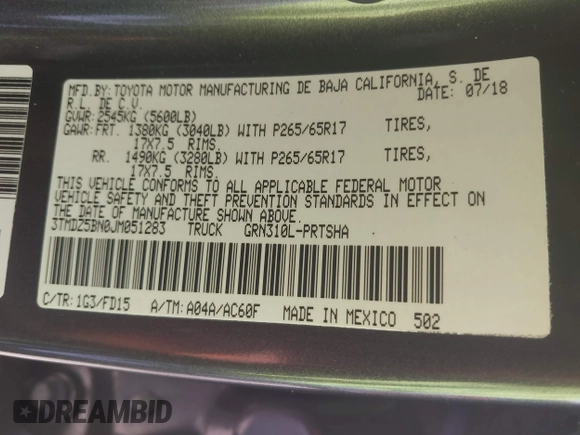 MFD.BY:TOYOTA MOTOR MANUFACTURING DE BAJA CALIFORNIA, S. DE
R.L. DE C.V. DATE: 07/18
GVWR:2545KG (5600LB)
GAWR:FRT. 1380KG (3040LB) WITH P265/65R17 TIRES,
17X7.5 RIMS.
RR. 1490KG (3280LB) WITH P265/65R17 TIRES,
17X7.5 RIMS.
THIS VEHICLE CONFORMS TO ALL APPLICABLE FEDERAL MOTOR
VEHICLE SAFETY AND THEFT PREVENTION STANDARDS IN EFFECT ON
THE DATE OF MANUFACTURE SHOWN ABOVE.
3TMDZ5BN0JM051283 TRUCK GRN310L-PRTSHA
C/TR:1G3/FD15 A/TM:A04A/AC60F MADE IN MEXICO 502
DREAMBID